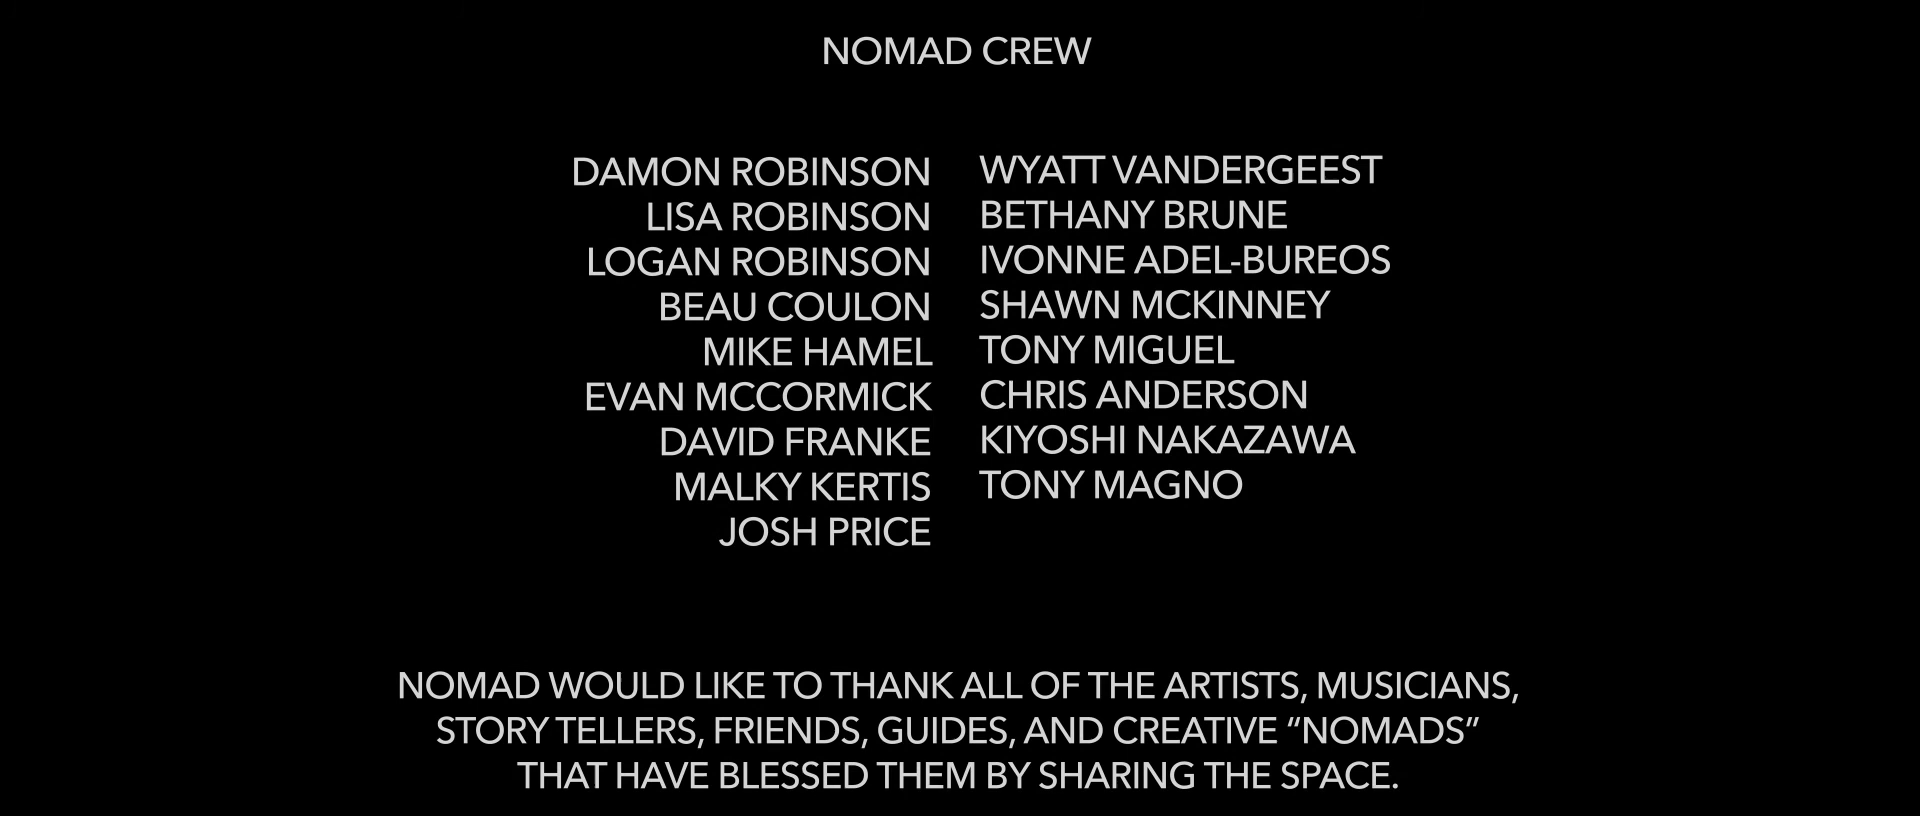 NOMAD CREW
DAMON ROBINSON
LISA ROBINSON
LOGAN ROBINSON
BEAU COULON
MIKE HAMEL
EVAN MCCORMICK
DAVID FRANKE
MALKY KERTIS
JOSH PRICE
WYATT VANDERGEEST
BETHANY BRUNE
IVONNE ADEL-BUREOS
SHAWN MCKINNEY
TONY MIGUEL
CHRIS ANDERSON
KIYOSHI NAKAZAWA
TONY MAGNO
NOMAD WOULD LIKE TO THANK ALL OF THE ARTISTS, MUSICIANS,
STORY TELLERS, FRIENDS, GUIDES, AND CREATIVE “NOMADS”
THAT HAVE BLESSED THEM BY SHARING THE SPACE.